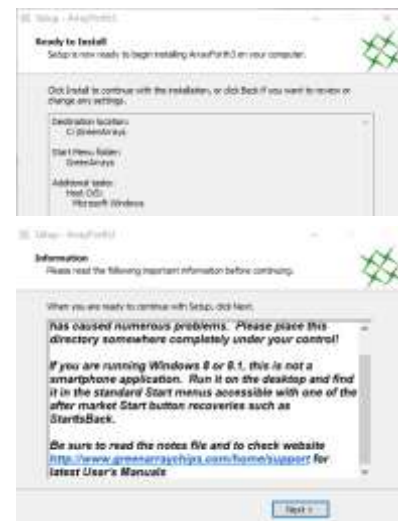 Setup - ArrayForth3
Ready to Install
Setup is now ready to begin installing ArrayForth3 on your computer.
Click Install to continue with the installation, or click Back if you want to review or
change any settings.
Destination location:
C:\GreenArrays
Start Menu folder:
GreenArrays
Additional tasks:
Host O/S:
Microsoft Windows
Setup - ArrayForth3
Information
Please read the following important information before continuing.
When you are ready to continue with Setup, click Next.
has caused numerous problems. Please place this
directory somewhere completely under your control!
If you are running Windows 8 or 8.1, this is not a
smartphone application. Run it on the desktop and find
it in the standard Start menus accessible with one of the
after market Start button recoveries such as
StartIsBack.
Be sure to read the notes file and to check website
http://www.greenarraychips.com/home/support for
latest User's Manuals
Next >